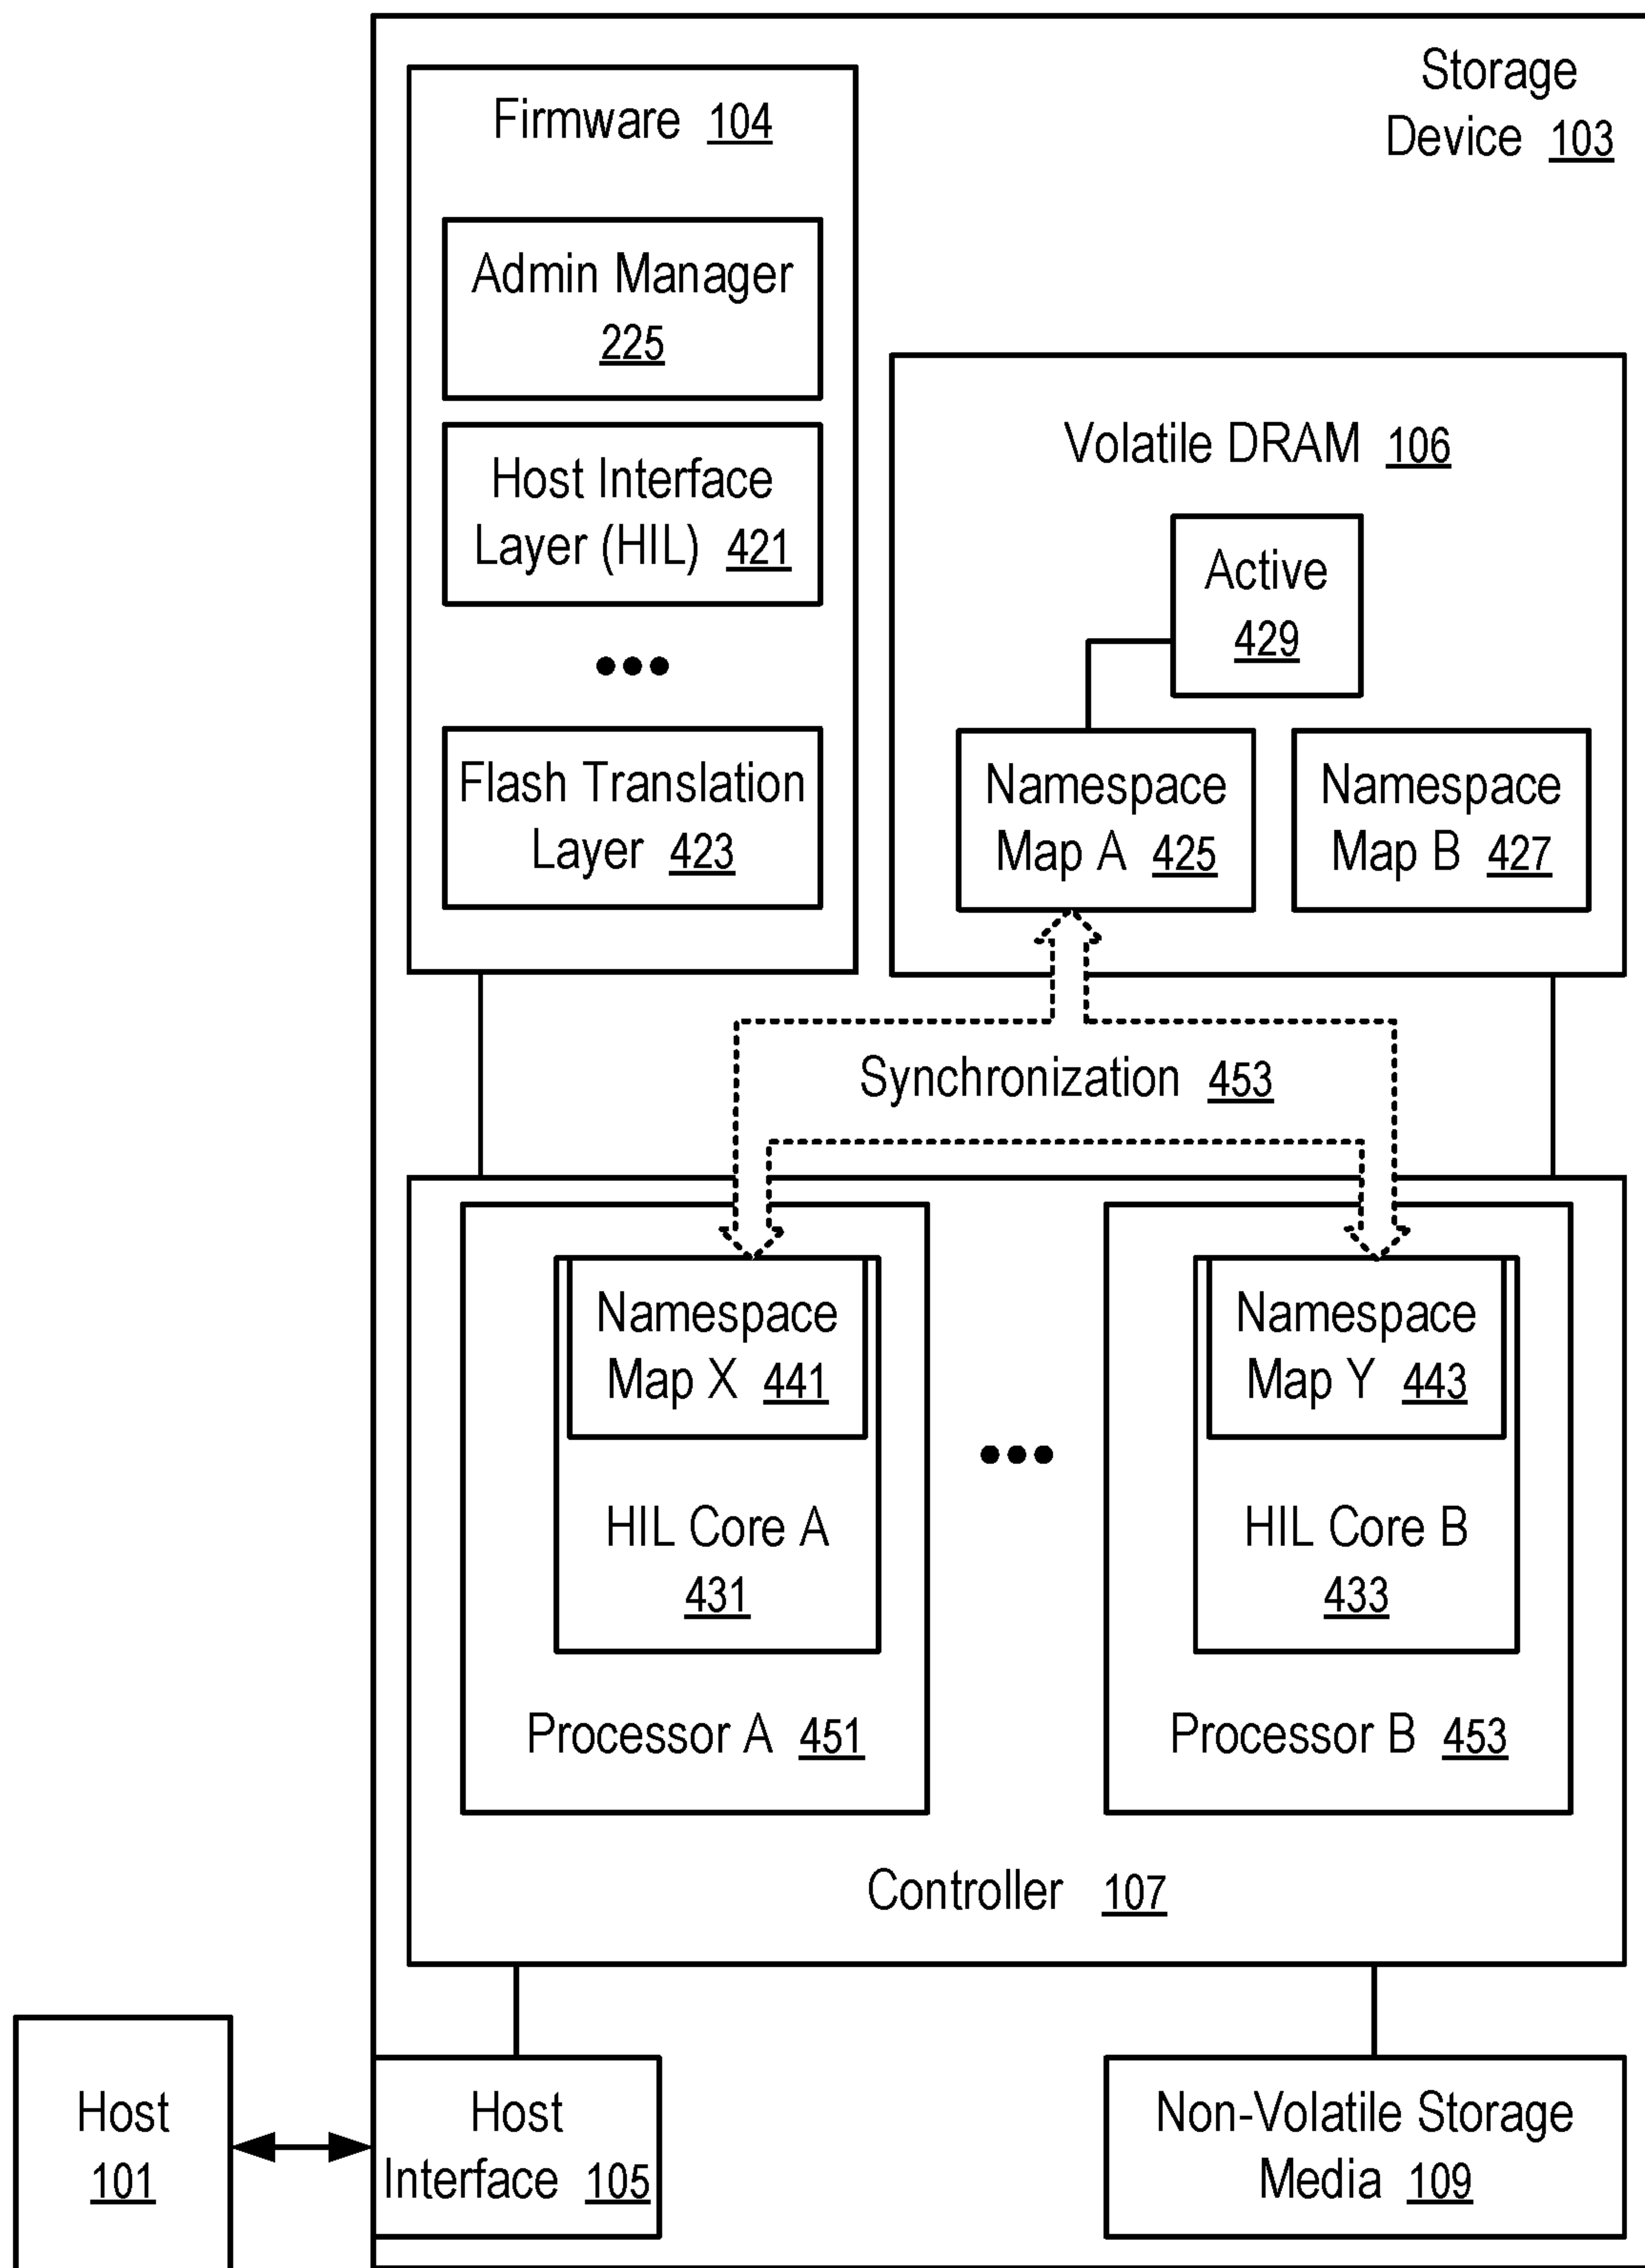 Storage
Device 103
Firmware 104
Admin Manager
225
Host Interface
Layer (HIL) 421
Flash Translation
Layer 423
Volatile DRAM 106
Active
429
Namespace
Map A 425
Namespace
Map B 427
Synchronization 453
Namespace
Map X 441
HIL Core A
431
Processor A 451
Namespace
Map Y 443
HIL Core B
433
Processor B 453
Controller 107
Host
101
Host
Interface 105
Non-Volatile Storage
Media 109